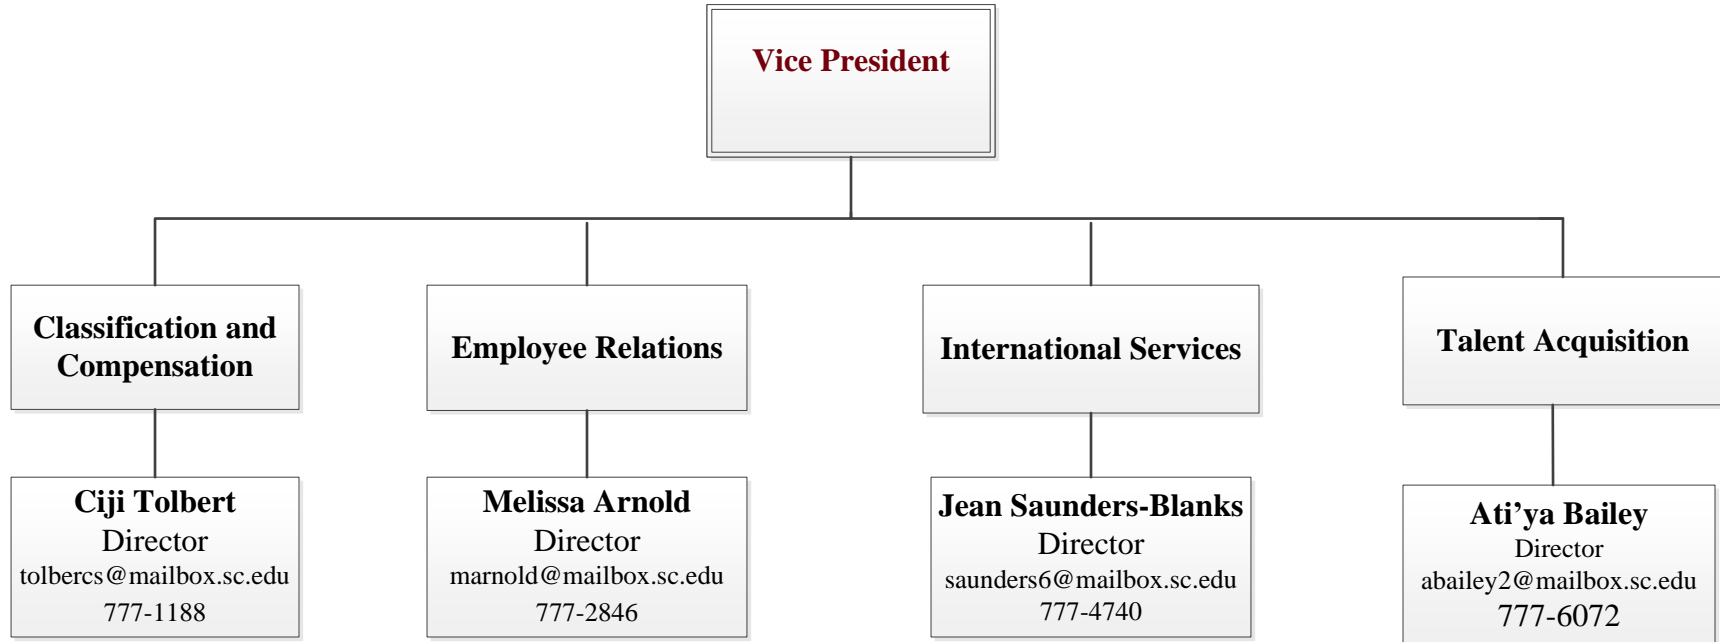 Vice President
Classification and
Compensation
Employee Relations
International Services
Talent Acquisition
Ciji Tolbert
Director
tolbercs@mailbox.sc.edu
777-1188
Melissa Arnold
Director
marnold@mailbox.sc.edu
777-2846
Jean Saunders-Blanks
Director
saunders6@mailbox.sc.edu
777-4740
Ati’ya Bailey
Director
abailey2@mailbox.sc.edu
777-6072